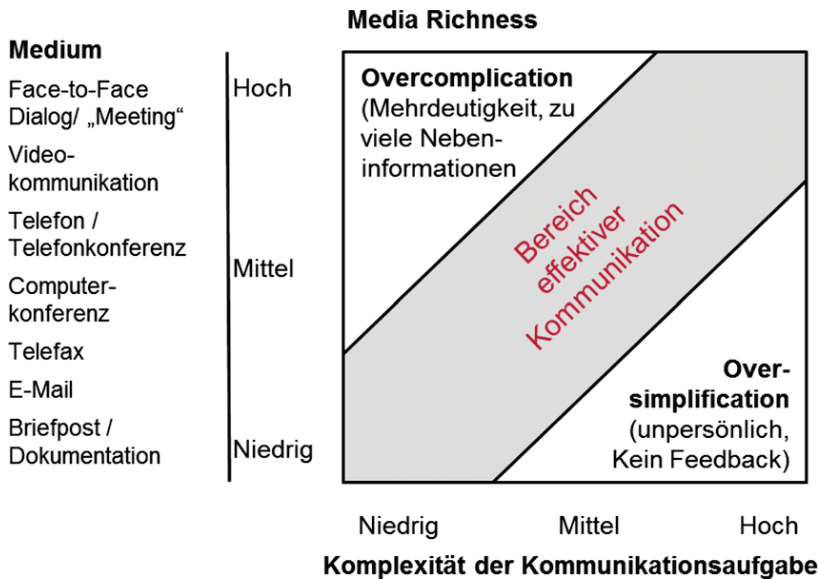 Media Richness
Medium
Face-to-Face
Dialog/ „Meeting“
Video-
kommunikation
Telefon /
Telefonkonferenz
Computer-
konferenz
Telefax
E-Mail
Briefpost /
Dokumentation
Hoch
Mittel
Niedrig
Overcomplication
(Mehrdeutigkeit, zu
viele Neben-
informationen
Bereich
effektiver
Kommunikation
Over-
simplification
(unpersönlich,
Kein Feedback)
Niedrig
Mittel
Hoch
Komplexität der Kommunikationsaufgabe